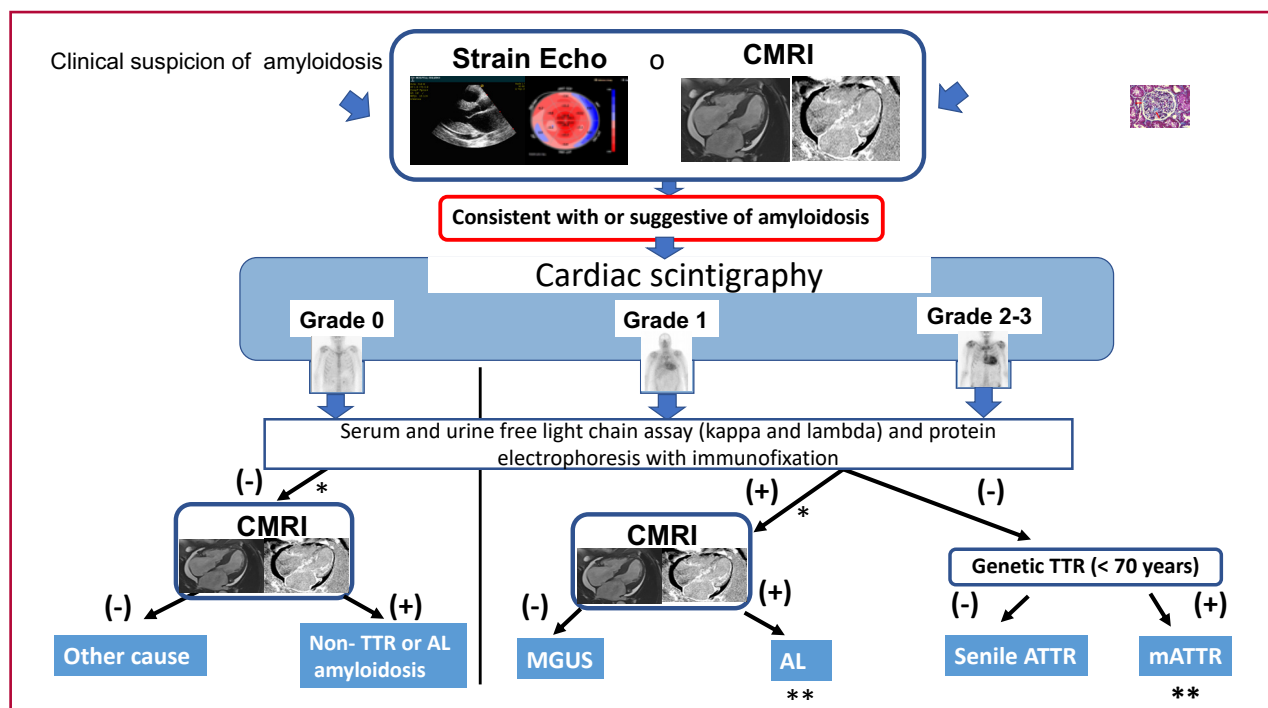 Clinical suspicion of amyloidosis
Strain Echo
o
CMRI
Consistent with or suggestive of amyloidosis
Cardiac scintigraphy
Grade 0
Grade 1
Grade 2-3
Serum and urine free light chain assay (kappa and lambda) and protein
electrophoresis with immunofixation
(-)
*
(+)
*
(-)
CMRI
CMRI
Genetic TTR (< 70 years)
(-)
(+)
(-)
(+)
(-)
(+)
Other cause
Non- TTR or AL
amyloidosis
MGUS
AL
**
Senile ATTR
mATTR
**